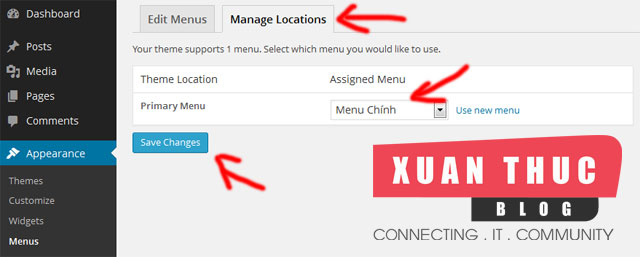 Dashboard
Posts
Media
Pages
Comments
Appearance
Themes
Customize
Widgets
Menus
Edit Menus
Manage Locations
Your theme supports 1 menu. Select which menu you would like to use.
Theme Location
Assigned Menu
Primary Menu
Menu Chính
Use new menu
Save Changes
XUAN THUC
BLOG
CONNECTING . IT . COMMUNITY